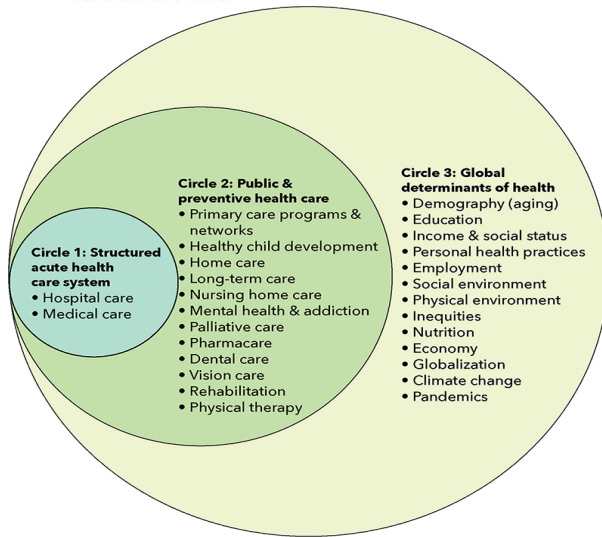 Circle 1: Structured
acute health
care system
• Hospital care
• Medical care
Circle 2: Public &
preventive health care
• Primary care programs &
networks
• Healthy child development
• Home care
• Long-term care
• Nursing home care
• Mental health & addiction
• Palliative care
• Pharmacare
• Dental care
• Vision care
• Rehabilitation
• Physical therapy
Circle 3: Global
determinants of health
• Demography (aging)
• Education
• Income & social status
• Personal health practices
• Employment
• Social environment
• Physical environment
• Inequities
• Nutrition
• Economy
• Globalization
• Climate change
• Pandemics